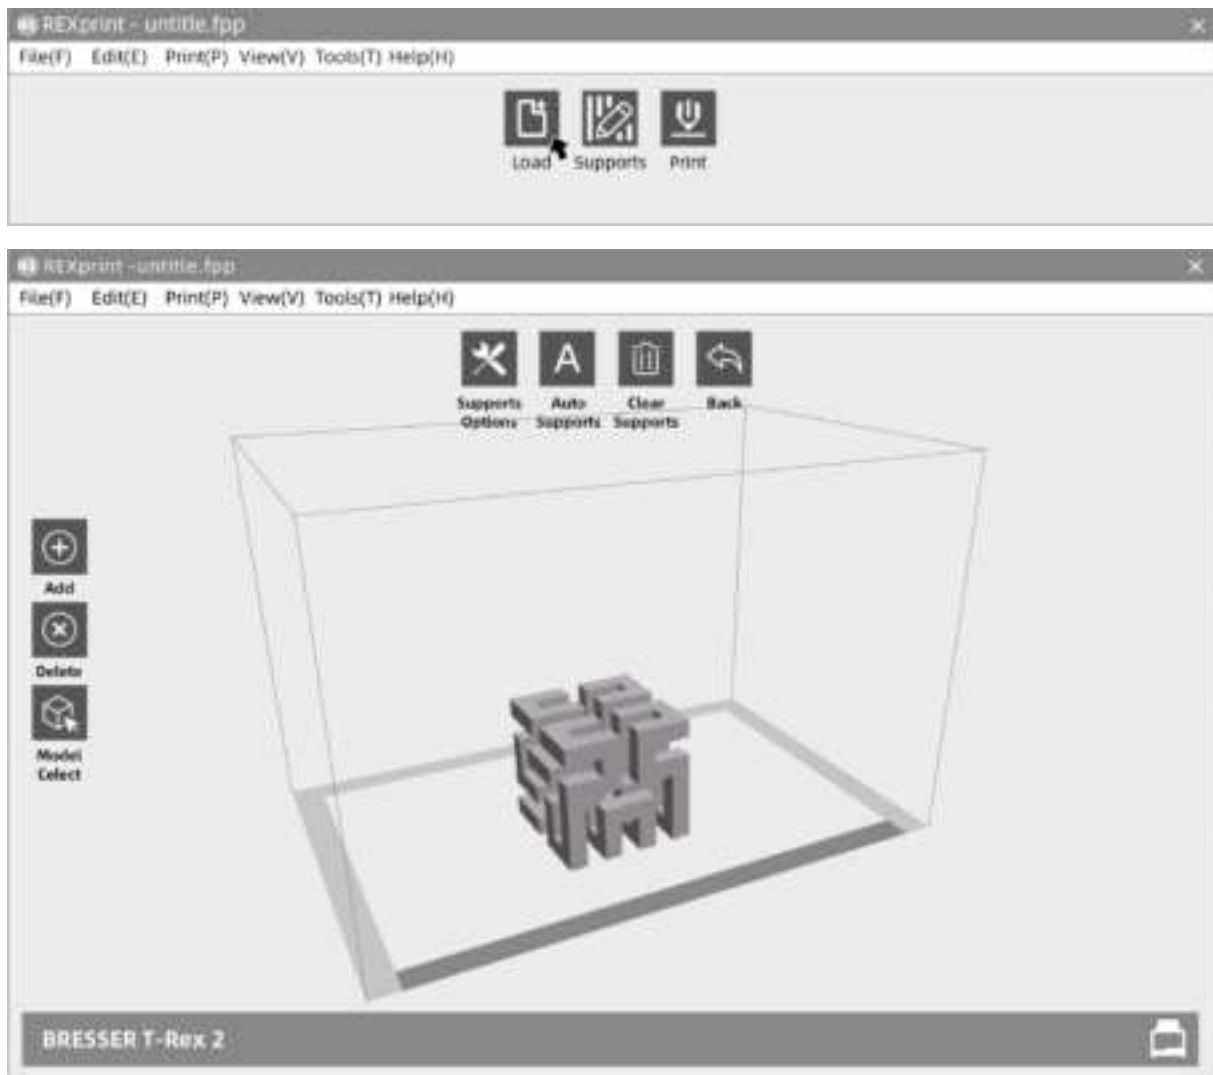 REXprint - untitle.fpp
File(F) Edit(E) Print(P) View(V) Tools(T) Help(H)
Load Supports Print
REXprint -untitle.fpp
File(F) Edit(E) Print(P) View(V) Tools(T) Help(H)
A
Supports Auto Clear Back
Options Supports Supports
Add
Delete
Model
Celect
BRESSER T-Rex 2